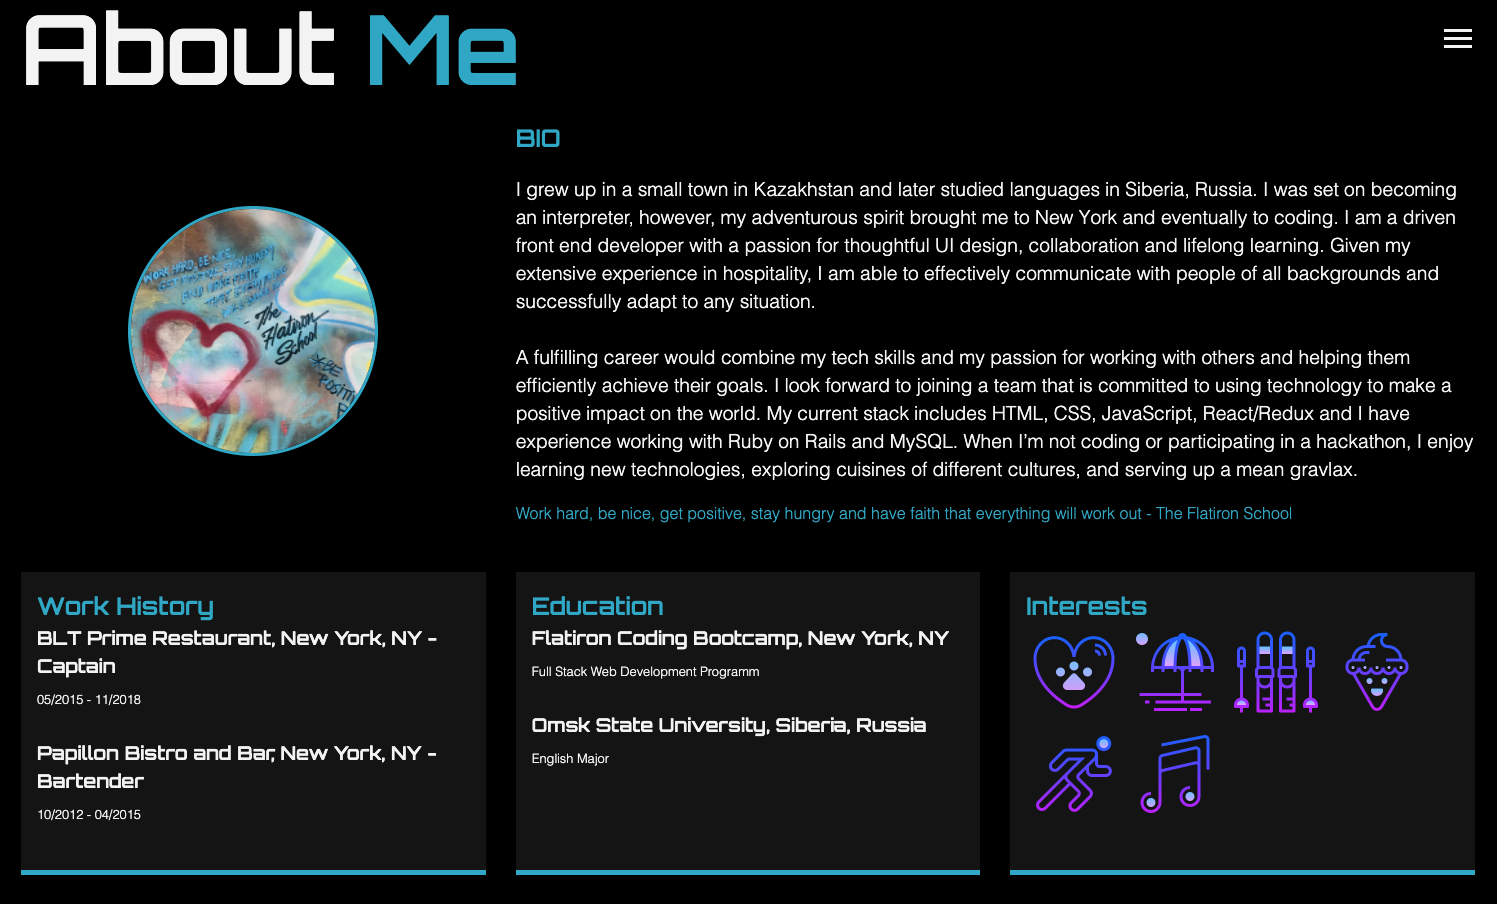 About Me
BIO
I grew up in a small town in Kazakhstan and later studied languages in Siberia, Russia. I was set on becoming
an interpreter, however, my adventurous spirit brought me to New York and eventually to coding. I am a driven
front end developer with a passion for thoughtful UI design, collaboration and lifelong learning. Given my
extensive experience in hospitality, I am able to effectively communicate with people of all backgrounds and
successfully adapt to any situation.
A fulfilling career would combine my tech skills and my passion for working with others and helping them
efficiently achieve their goals. I look forward to joining a team that is committed to using technology to make a
positive impact on the world. My current stack includes HTML, CSS, JavaScript, React/Redux and I have
experience working with Ruby on Rails and MySQL. When I’m not coding or participating in a hackathon, I enjoy
learning new technologies, exploring cuisines of different cultures, and serving up a mean gravlax.
Work hard, be nice, get positive, stay hungry and have faith that everything will work out - The Flatiron School
WORK HARD, BE NICE,
- The
Flatiron
School
*BE
Work History
BLT Prime Restaurant, New York, NY -
Captain
05/2015 - 11/2018
Papillon Bistro and Bar, New York, NY -
Bartender
10/2012 - 04/2015
Education
Flatiron Coding Bootcamp, New York, NY
Full Stack Web Development Programm
Omsk State University, Siberia, Russia
English Major
Interests